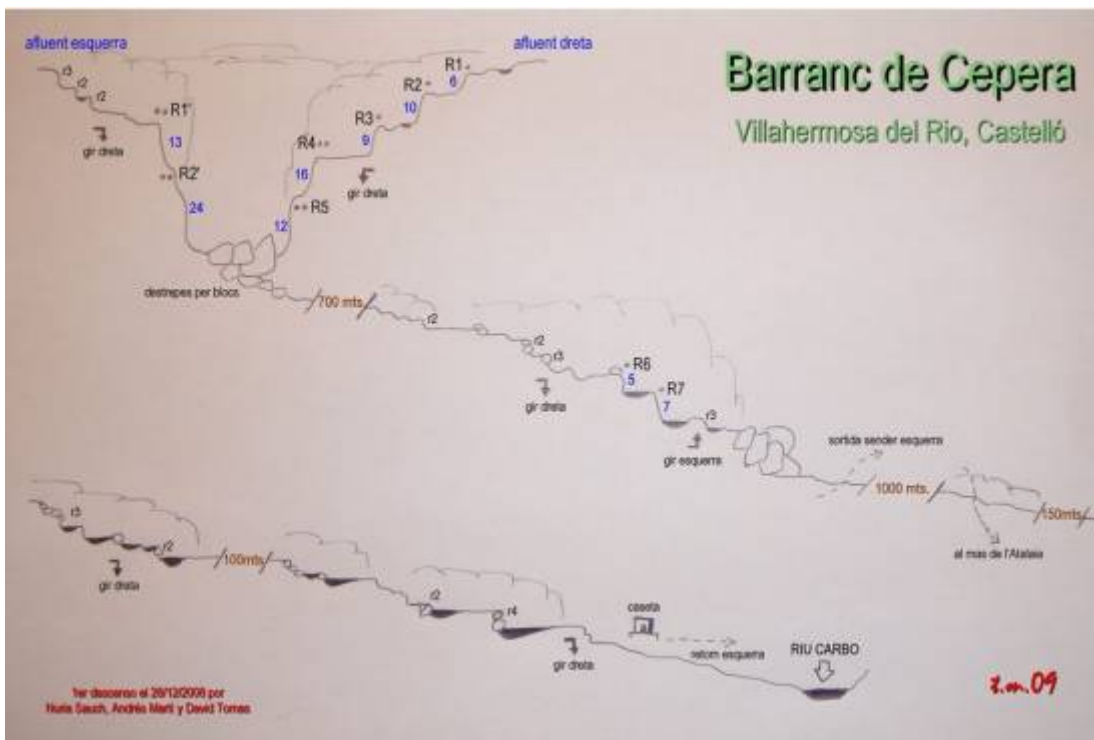 Barranc de Cepera
Villahermosa del Rio, Castelló
afluent esquerra
afluent dreta
r3
r2
r2
R1'
13
gir dreta
R2'
24
R1
6
R2
10
R3
9
gir dreta
R4
16
R5
12
destrepes per blocs
700 mts.
r2
r2
r3
gir dreta
R6
5
R7
7
r3
gir esquerra
sortida sender esquerra
1000 mts.
150mts
al mas de l'Atalaia
r3
r2
gir dreta
100mts
r2
r4
gir dreta
caseta
retorn esquerra
RIU CARBO
1er descenso el 26/12/2008 por
Nuria Sauch, Andrés Martí y David Tomas
t.m.09